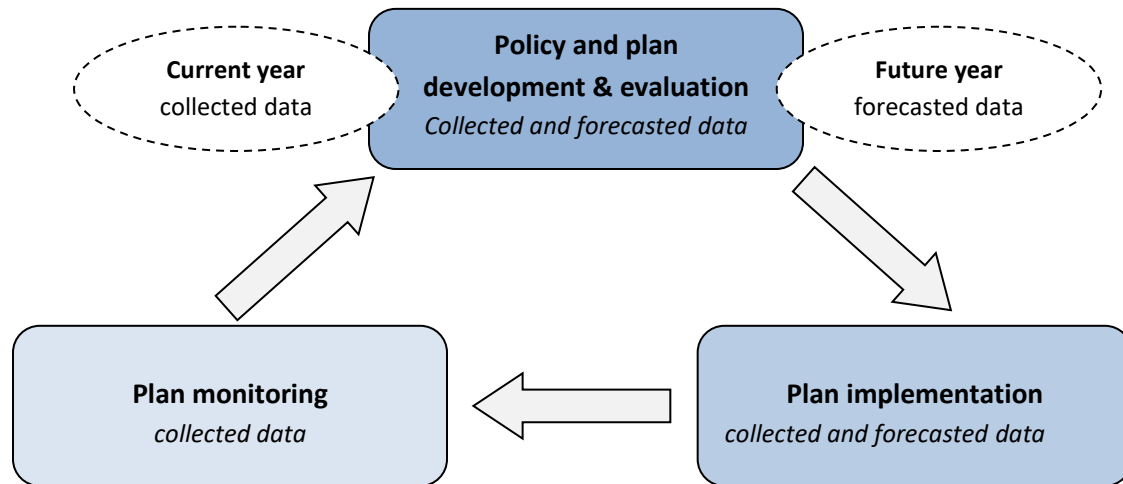 Policy and plan
development & evaluation
Collected and forecasted data
Current year
collected data
Future year
forecasted data
Plan monitoring
collected data
Plan implementation
collected and forecasted data